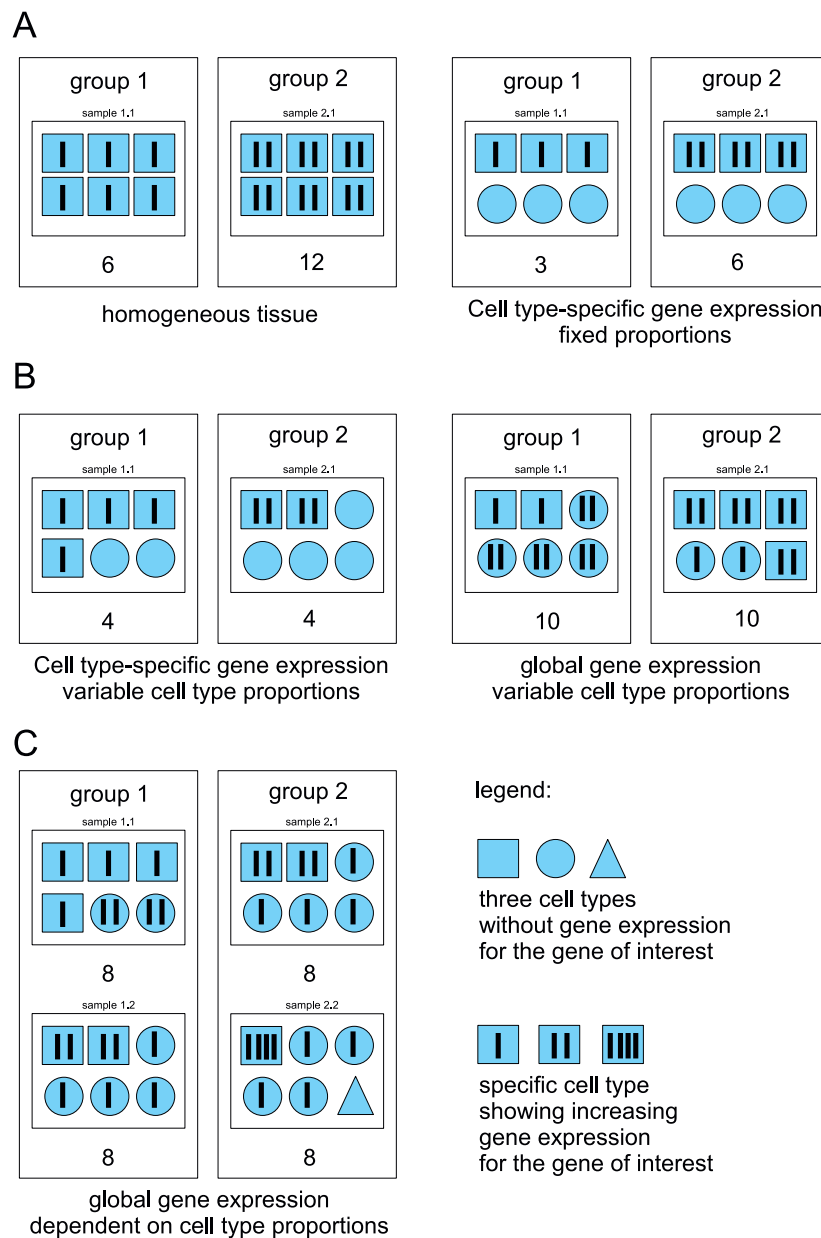 A
group 1
group 2
group 1
group 2
sample 1.1
sample 2.1
sample 1.1
sample 2.1
6
12
3
6
homogeneous tissue
Cell type-specific gene expression
fixed proportions
B
group 1
group 2
group 1
group 2
sample 1.1
sample 2.1
sample 1.1
sample 2.1
4
4
10
10
Cell type-specific gene expression
variable cell type proportions
global gene expression
variable cell type proportions
C
group 1
group 2
sample 1.1
sample 2.1
8
8
sample 1.2
sample 2.2
8
8
global gene expression
dependent on cell type proportions
legend:
three cell types
without gene expression
for the gene of interest
specific cell type
showing increasing
gene expression
for the gene of interest